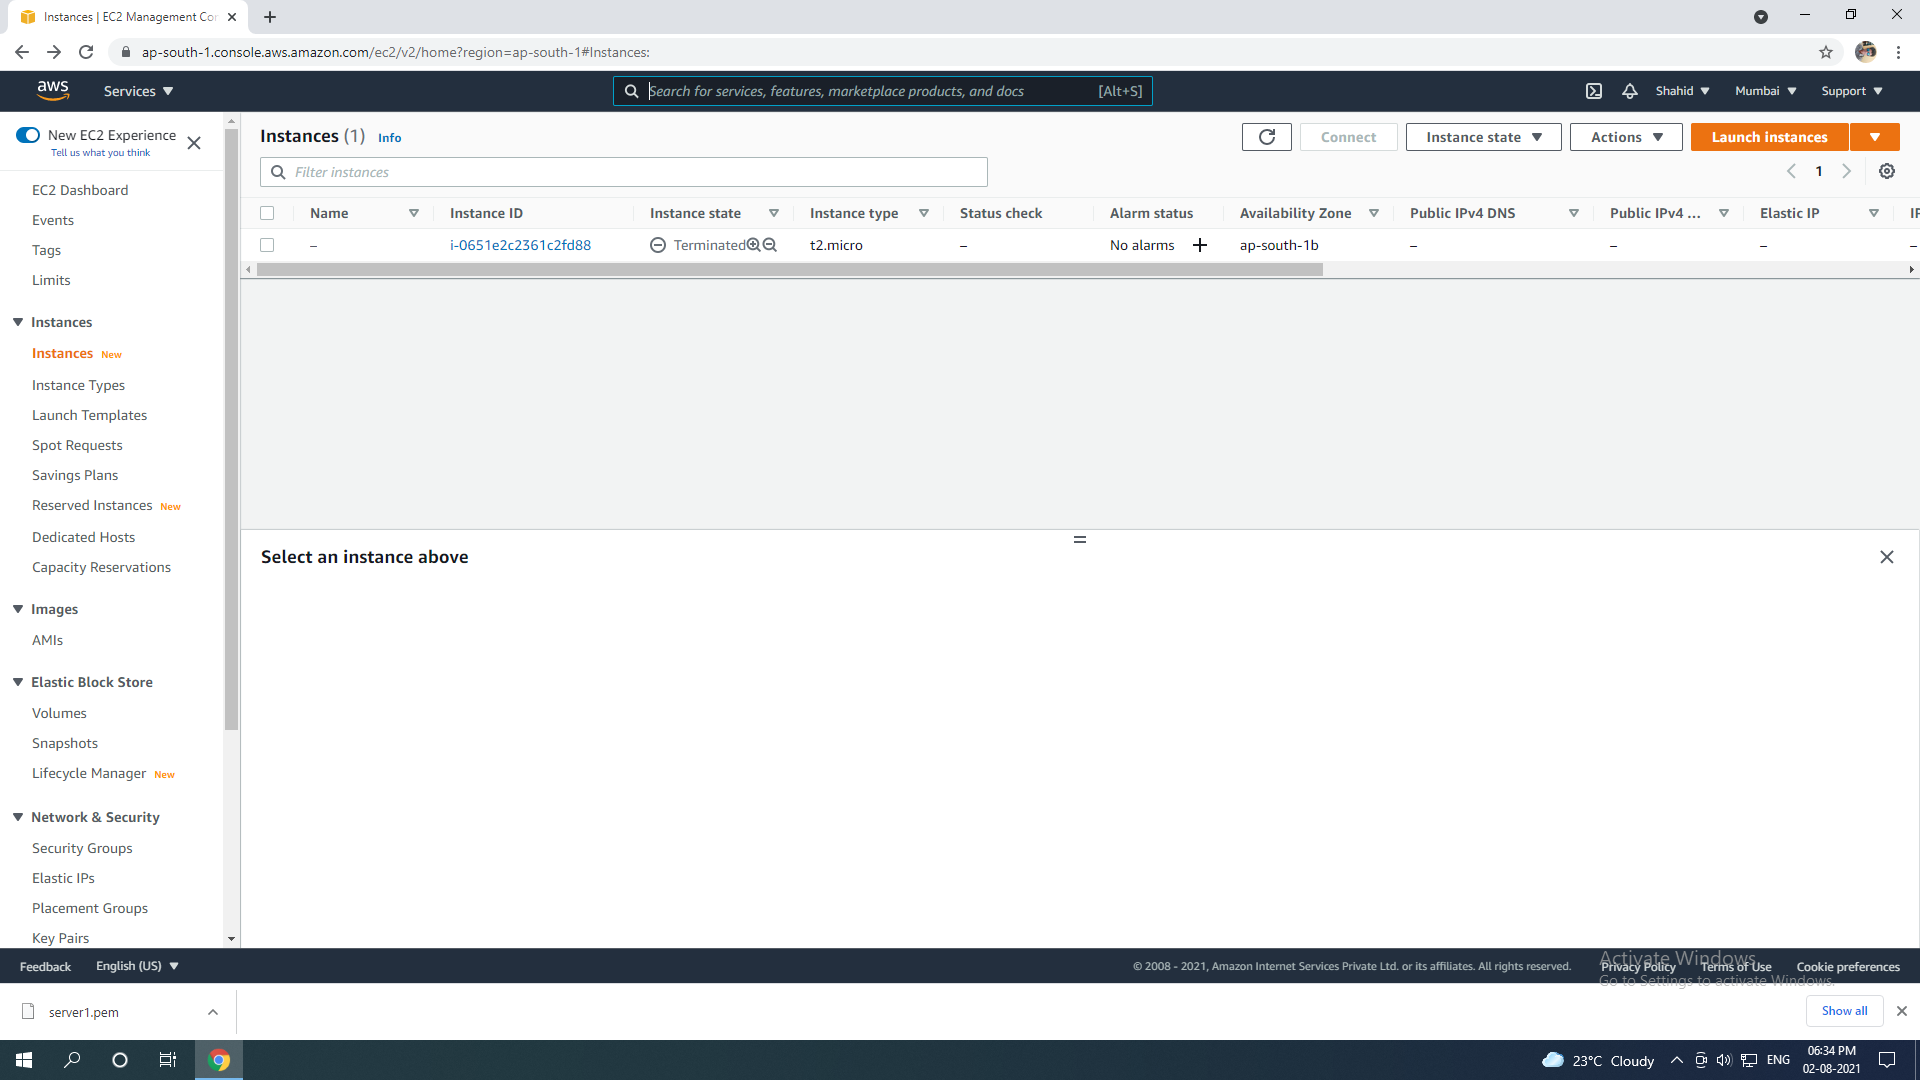 Instances | EC2 Management Cor
ap-south-1.console.aws.amazon.com/ec2/v2/home?region=ap-south-1#Instances:
aws
Services
Search for services, features, marketplace products, and docs
[Alt+S]
Shahid
Mumbai
Support
New EC2 Experience
Tell us what you think
EC2 Dashboard
Events
Tags
Limits
Instances
Instances New
Instance Types
Launch Templates
Spot Requests
Savings Plans
Reserved Instances New
Dedicated Hosts
Capacity Reservations
Images
AMIs
Elastic Block Store
Volumes
Snapshots
Lifecycle Manager New
Network & Security
Security Groups
Elastic IPs
Placement Groups
Key Pairs
Instances (1) Info
Connect
Instance state
Actions
Launch instances
Filter instances
1
Name Instance ID Instance state Instance type Status check Alarm status Availability Zone Public IPv4 DNS Public IPv4 ... Elastic IP IP
– i-0651e2c2361c2fd88 Terminated t2.micro – No alarms + ap-south-1b – – – –
Select an instance above
Feedback
English (US)
© 2008 - 2021, Amazon Internet Services Private Ltd. or its affiliates. All rights reserved.
Privacy Policy
Terms of Use
Cookie preferences
Activate Windows
Go to Settings to activate Windows.
server1.pem
Show all
23°C Cloudy
ENG
06:34 PM
02-08-2021